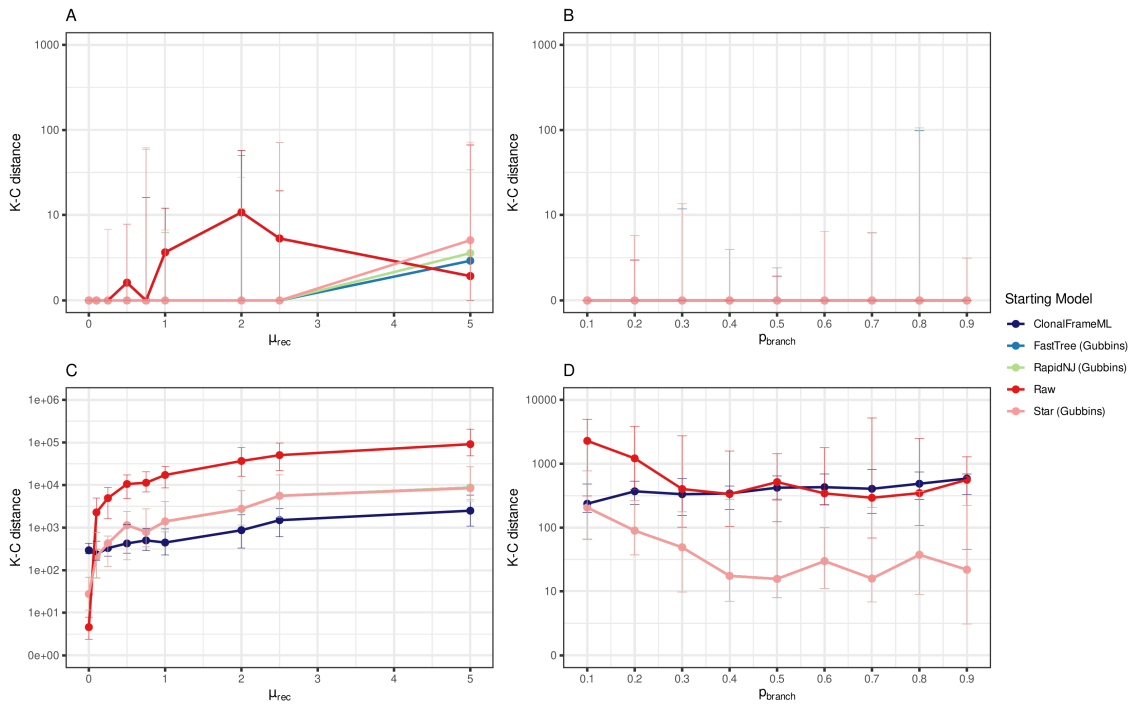 A
1000
100
10
0
K-C distance
0 1 2 3 4 5
μrec
B
1000
100
10
0
K-C distance
0.1 0.2 0.3 0.4 0.5 0.6 0.7 0.8 0.9
pbranch
C
1e+06
1e+05
1e+04
1e+03
1e+02
1e+01
0e+00
K-C distance
0 1 2 3 4 5
μrec
D
10000
1000
100
10
0
K-C distance
0.1 0.2 0.3 0.4 0.5 0.6 0.7 0.8 0.9
pbranch
Starting Model
ClonalFrameML
FastTree (Gubbins)
RapidNJ (Gubbins)
Raw
Star (Gubbins)